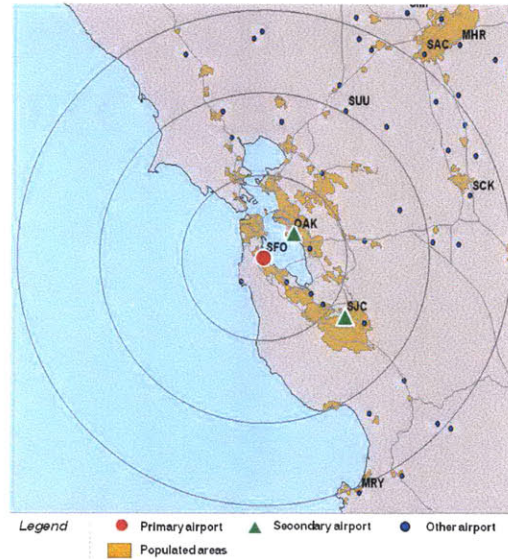 MHR
SAC
SUU
SCK
OAK
SFO
SJC
MRY
Legend
Primary airport
Secondary airport
Other airport
Populated areas